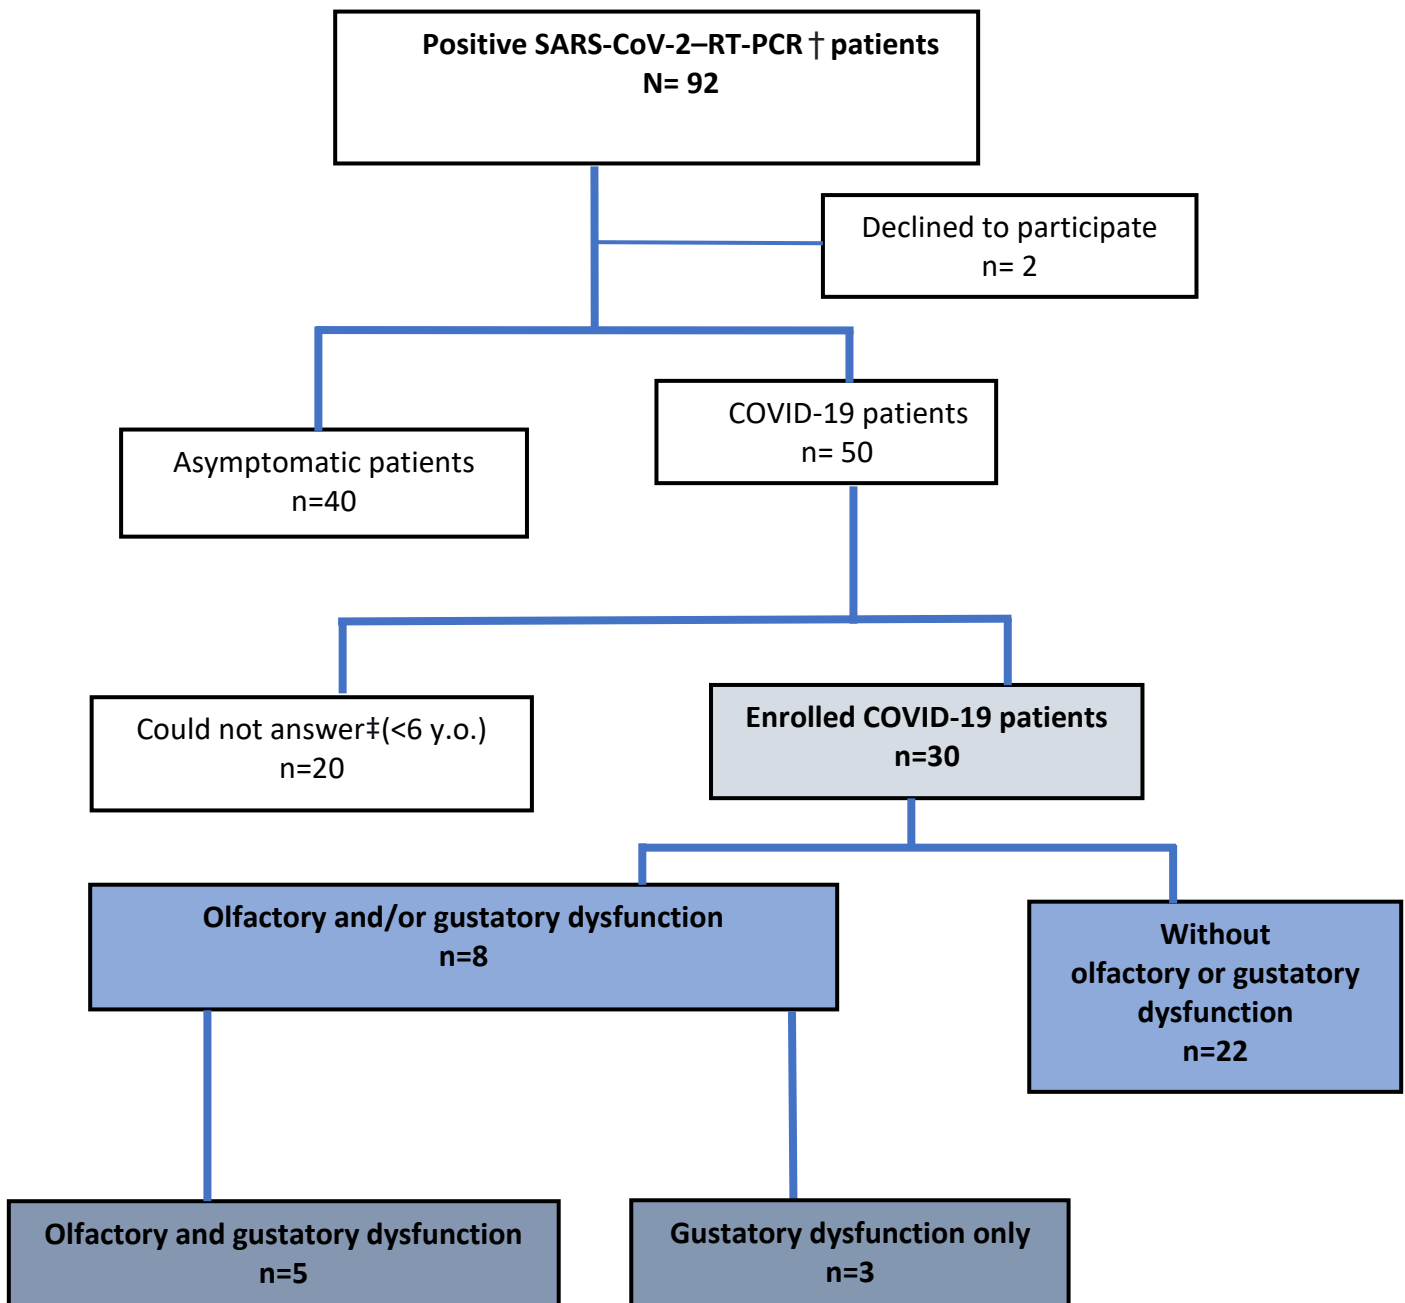 Positive SARS-CoV-2–RT-PCR † patients
N= 92
Declined to participate
n= 2
COVID-19 patients
n= 50
Asymptomatic patients
n=40
Could not answer‡(<6 y.o.)
n=20
Enrolled COVID-19 patients
n=30
Olfactory and/or gustatory dysfunction
n=8
Without
olfactory or gustatory
dysfunction
n=22
Olfactory and gustatory dysfunction
n=5
Gustatory dysfunction only
n=3